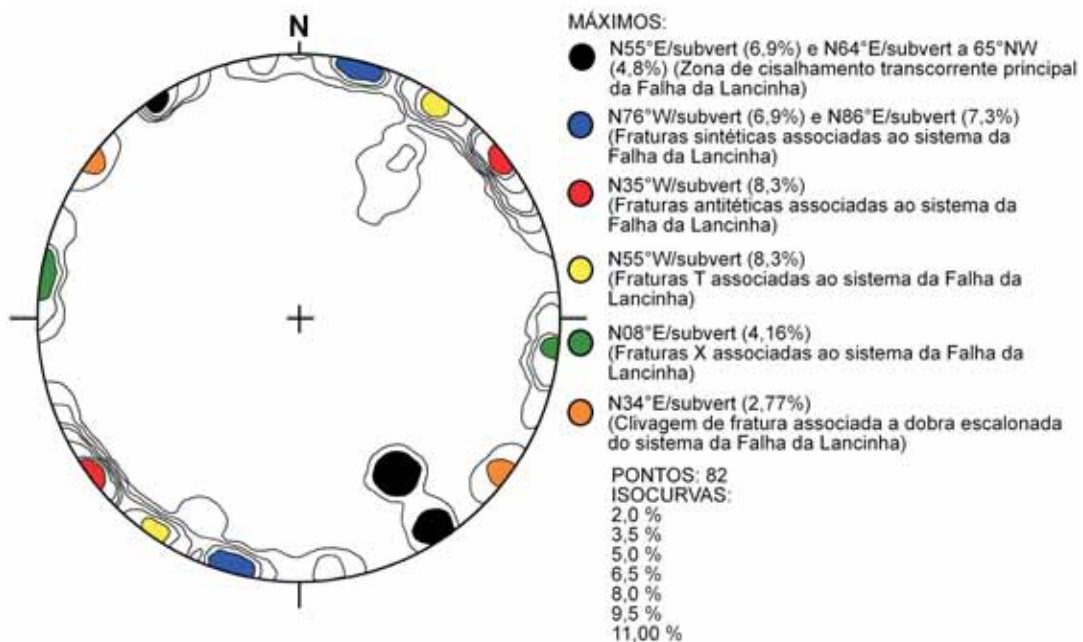 N
MÁXIMOS:
N55°E/subvert (6,9%) e N64°E/subvert a 65°NW
(4,8%) (Zona de cisalhamento transcorrente principal
da Falha da Lancinha)
N76°W/subvert (6,9%) e N86°E/subvert (7,3%)
(Fraturas sintéticas associadas ao sistema da
Falha da Lancinha)
N35°W/subvert (8,3%)
(Fraturas antitéticas associadas ao sistema da
Falha da Lancinha)
N55°W/subvert (8,3%)
(Fraturas T associadas ao sistema da Falha da
Lancinha)
N08°E/subvert (4,16%)
(Fraturas X associadas ao sistema da Falha da
Lancinha)
N34°E/subvert (2,77%)
(Clivagem de fratura associada a dobra escalonada
do sistema da Falha da Lancinha)
PONTOS: 82
ISOCURVAS:
2,0 %
3,5 %
5,0 %
6,5 %
8,0 %
9,5 %
11,00 %